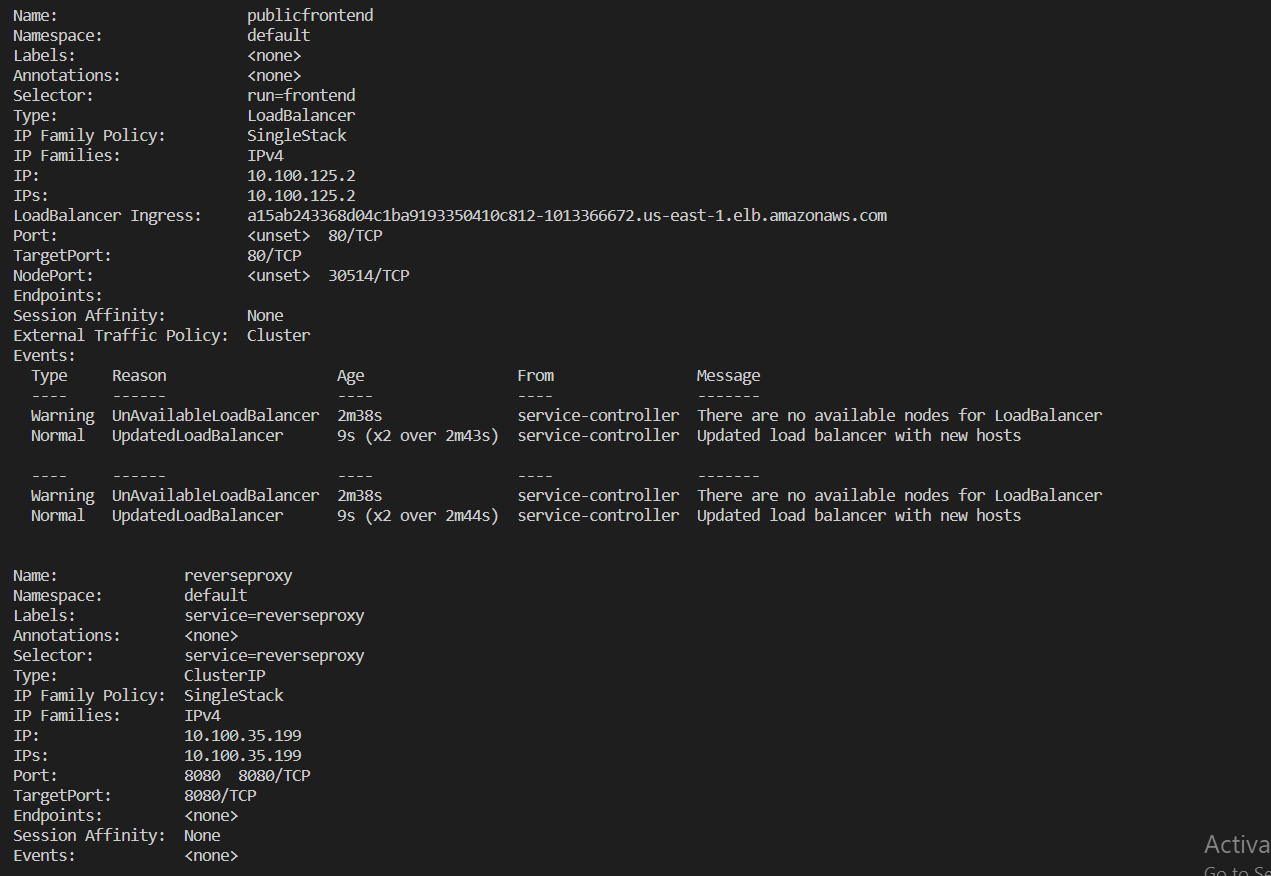 Name:                     publicfrontend
Namespace:                default
Labels:                   <none>
Annotations:              <none>
Selector:                 run=frontend
Type:                     LoadBalancer
IP Family Policy:         SingleStack
IP Families:              IPv4
IP:                       10.100.125.2
IPs:                      10.100.125.2
LoadBalancer Ingress:     a15ab243368d04c1ba9193350410c812-1013366672.us-east-1.elb.amazonaws.com
Port:                     <unset>  80/TCP
TargetPort:               80/TCP
NodePort:                 <unset>  30514/TCP
Endpoints:
Session Affinity:         None
External Traffic Policy:  Cluster
Events:
  Type     Reason                   Age                 From                Message
  ----     ------                   ----                ----                -------
  Warning  UnAvailableLoadBalancer  2m38s               service-controller  There are no available nodes for LoadBalancer
  Normal   UpdatedLoadBalancer      9s (x2 over 2m43s)  service-controller  Updated load balancer with new hosts
  ----     ------                   ----                ----                -------
  Warning  UnAvailableLoadBalancer  2m38s               service-controller  There are no available nodes for LoadBalancer
  Normal   UpdatedLoadBalancer      9s (x2 over 2m44s)  service-controller  Updated load balancer with new hosts
Name:              reverseproxy
Namespace:         default
Labels:            service=reverseproxy
Annotations:       <none>
Selector:          service=reverseproxy
Type:              ClusterIP
IP Family Policy:  SingleStack
IP Families:       IPv4
IP:                10.100.35.199
IPs:               10.100.35.199
Port:              8080  8080/TCP
TargetPort:        8080/TCP
Endpoints:         <none>
Session Affinity:  None
Events:            <none>
Activa
Go to Se